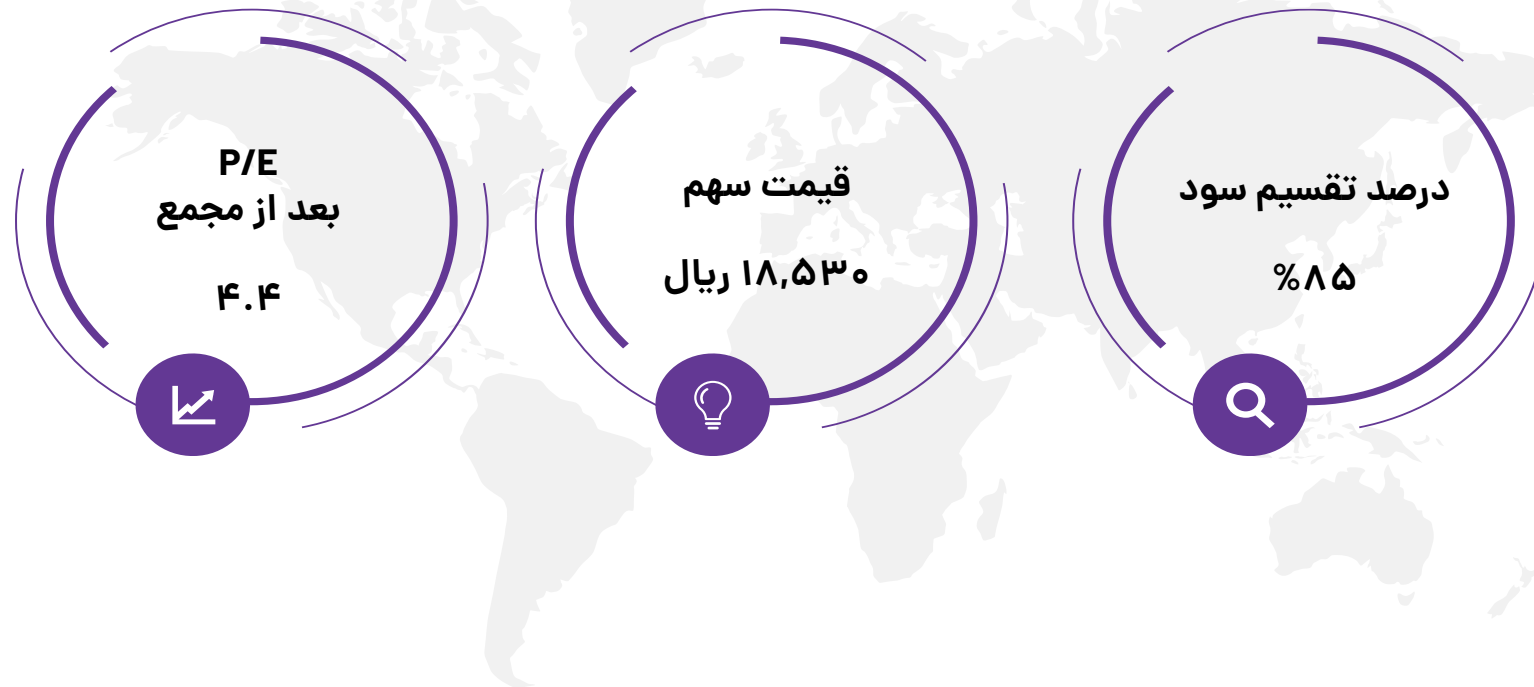 درصد تقسیم سود
%۸۵
قیمت سهم
۱۸,۵۳۰ ریال
P/E
بعد از مجمع
۴.۴